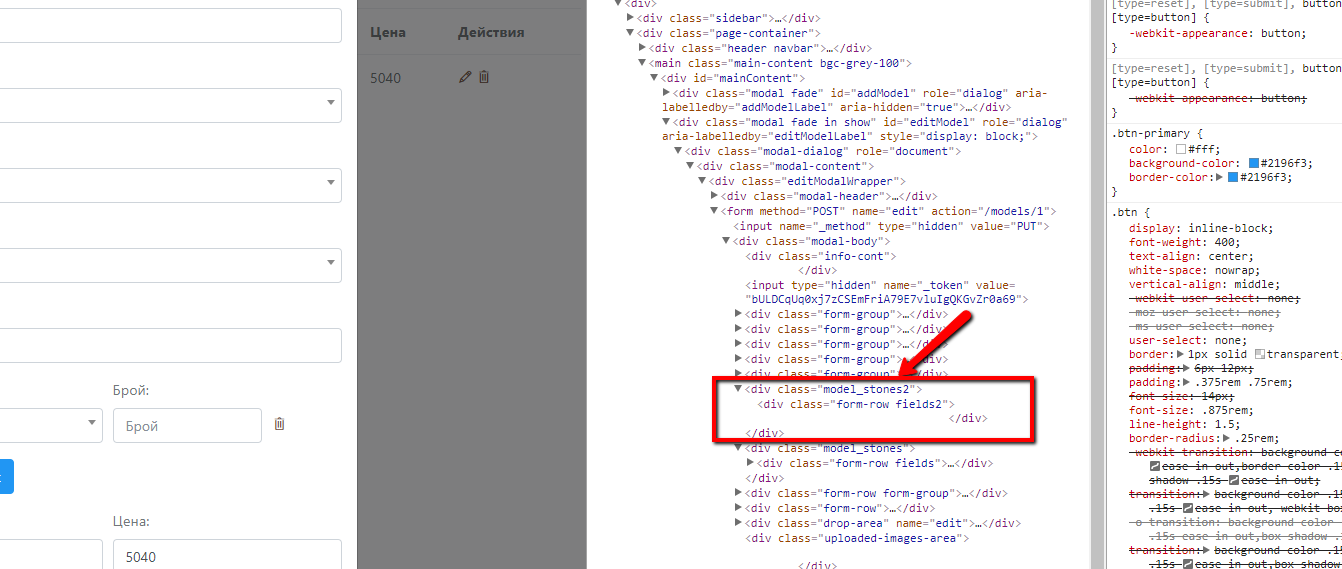 Цена Действия
5040
Брой:
Брой
Цена:
5040
<div>
<div class="sidebar">…</div>
<div class="page-container">
<div class="header navbar">…</div>
<main class="main-content bgc-grey-100">
<div id="mainContent">
<div class="modal fade" id="addModel" role="dialog" aria-
labelledby="addModelLabel" aria-hidden="true">…</div>
<div class="modal fade in show" id="editModel" role="dialog"
aria-labelledby="editModelLabel" style="display: block;">
<div class="modal-dialog" role="document">
<div class="modal-content">
<div class="editModalWrapper">
<div class="modal-header">…</div>
<form method="POST" name="edit" action="/models/1">
<input name="_method" type="hidden" value="PUT">
<div class="modal-body">
<div class="info-cont">
</div>
<input type="hidden" name="_token" value=
"bULDCqUq0xj7zCSEmFriA79E7vluIgQKGvZr0a69">
<div class="form-group">…</div>
<div class="form-group">…</div>
<div class="form-group">…</div>
<div class="form-group">…</div>
<div class="form-group">…</div>
<div class="model_stones2">
<div class="form-row fields2">
</div>
</div>
<div class="model_stones">
<div class="form-row fields">…</div>
</div>
<div class="form-row form-group">…</div>
<div class="form-row">…</div>
<div class="drop-area" name="edit">…</div>
<div class="uploaded-images-area">
</div>
[type=reset], [type=submit], button
[type=button] {
-webkit-appearance: button;
}
[type=reset], [type=submit], button
[type=button] {
-webkit-appearance: button;
}
.btn-primary {
color: #fff;
background-color: #2196f3;
border-color: #2196f3;
}
.btn {
display: inline-block;
font-weight: 400;
text-align: center;
white-space: nowrap;
vertical-align: middle;
-webkit-user-select: none;
-moz-user-select: none;
-ms-user-select: none;
user-select: none;
border: 1px solid transparent
padding: 6px 12px;
padding: .375rem .75rem;
font-size: 14px;
font-size: .875rem;
line-height: 1.5;
border-radius: .25rem;
-webkit-transition: background-color
ease-in-out,border-color .1
shadow .15s ease-in-out;
transition: background-color
.15s ease-in-out,-webkit-box
-o-transition: background-color
.15s ease-in-out,box-shadow .1
transition: background-color
.15s ease-in-out,box-shadow